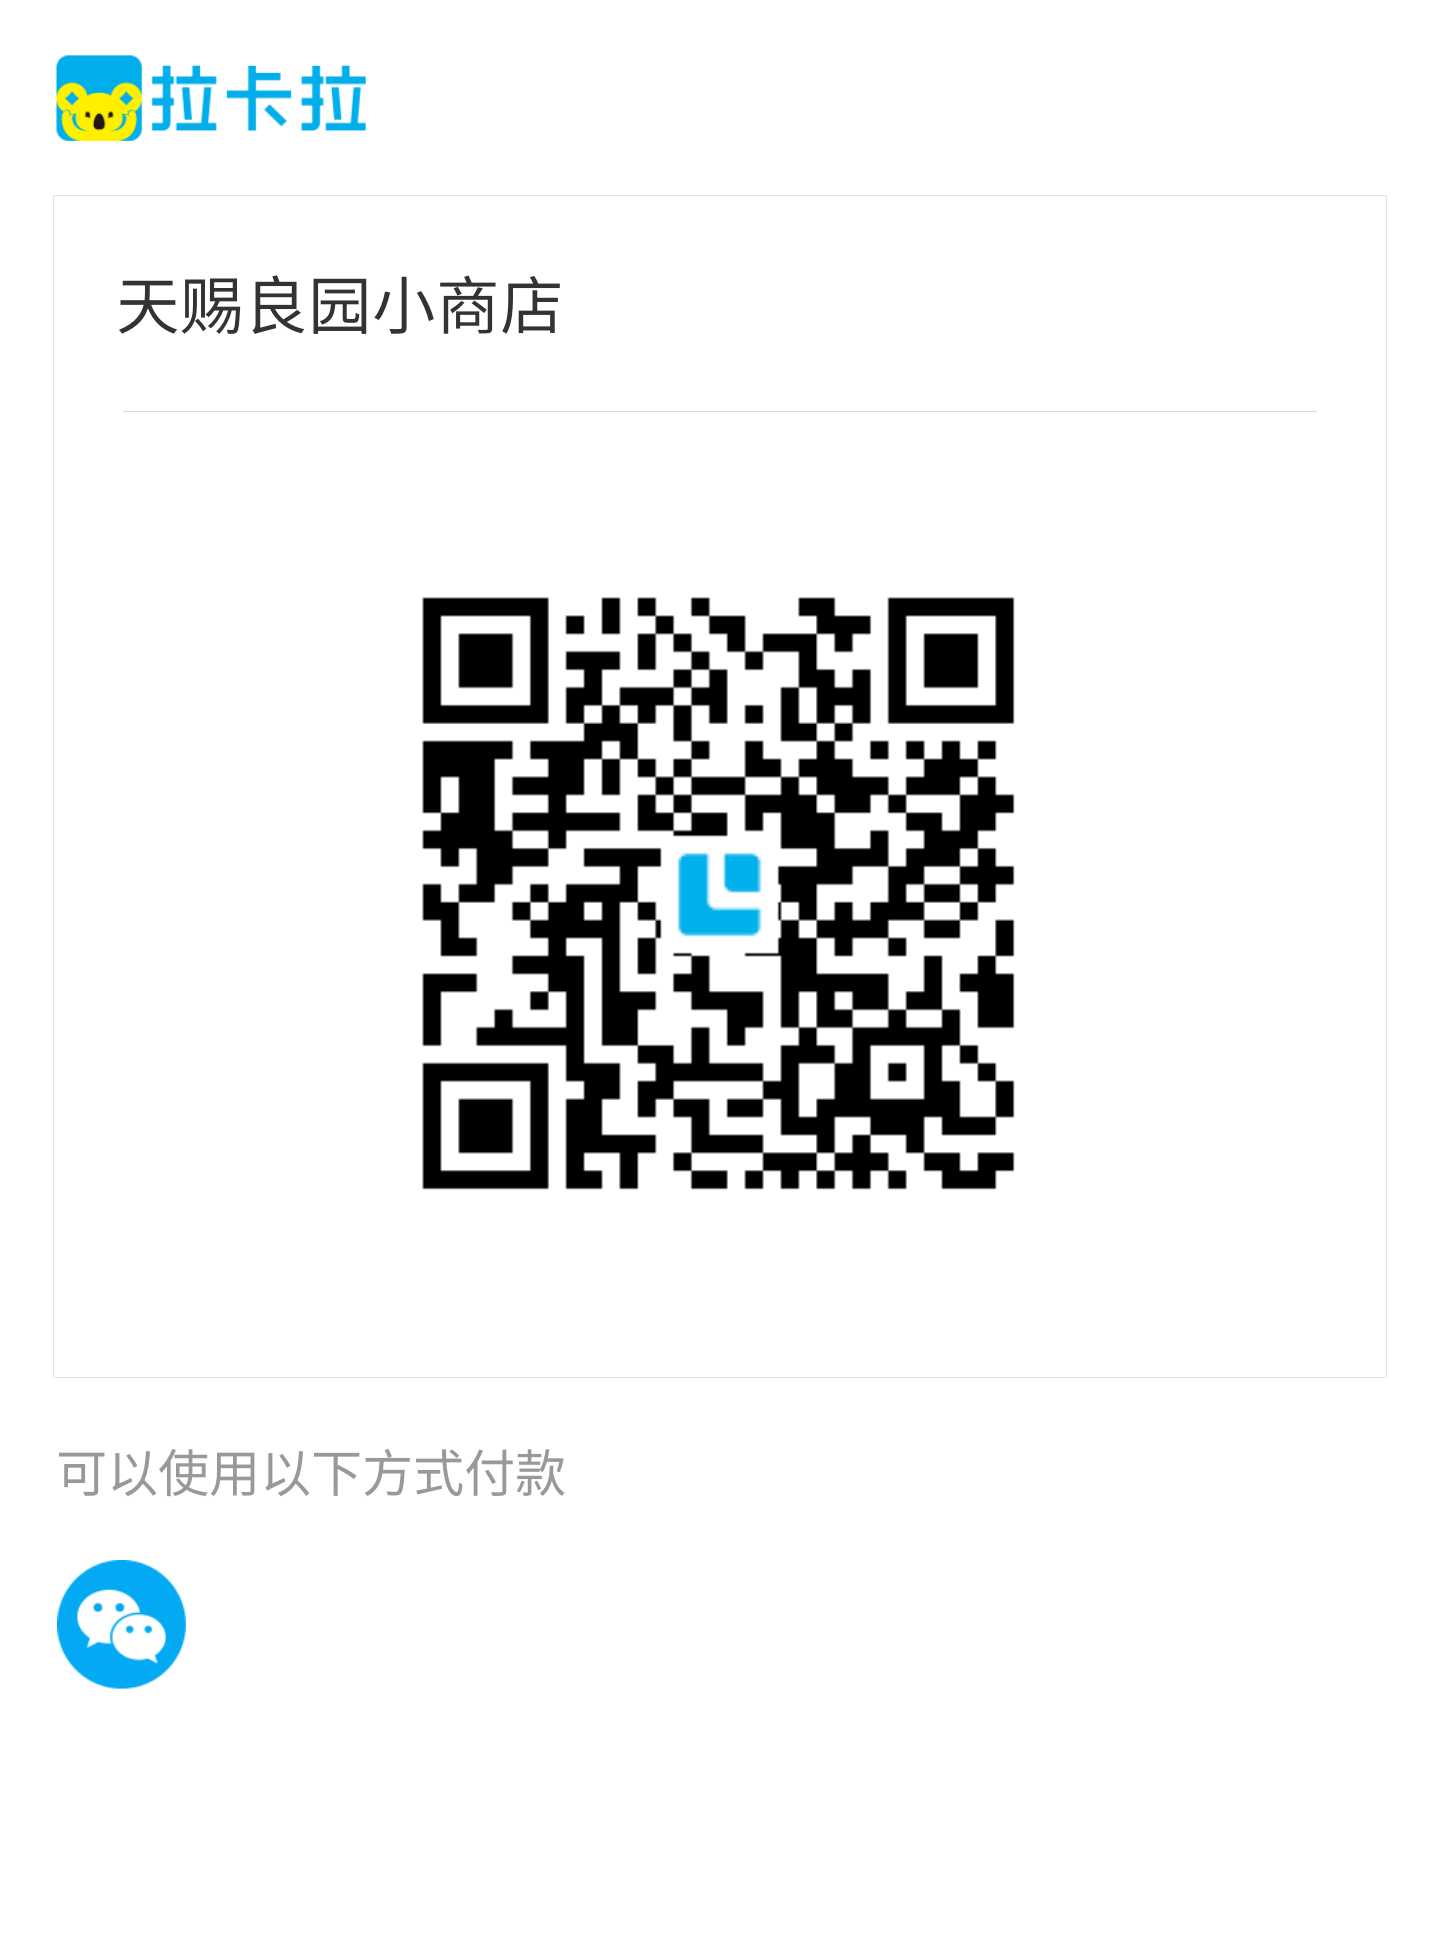 拉卡拉
天赐良园小商店
可以使用以下方式付款